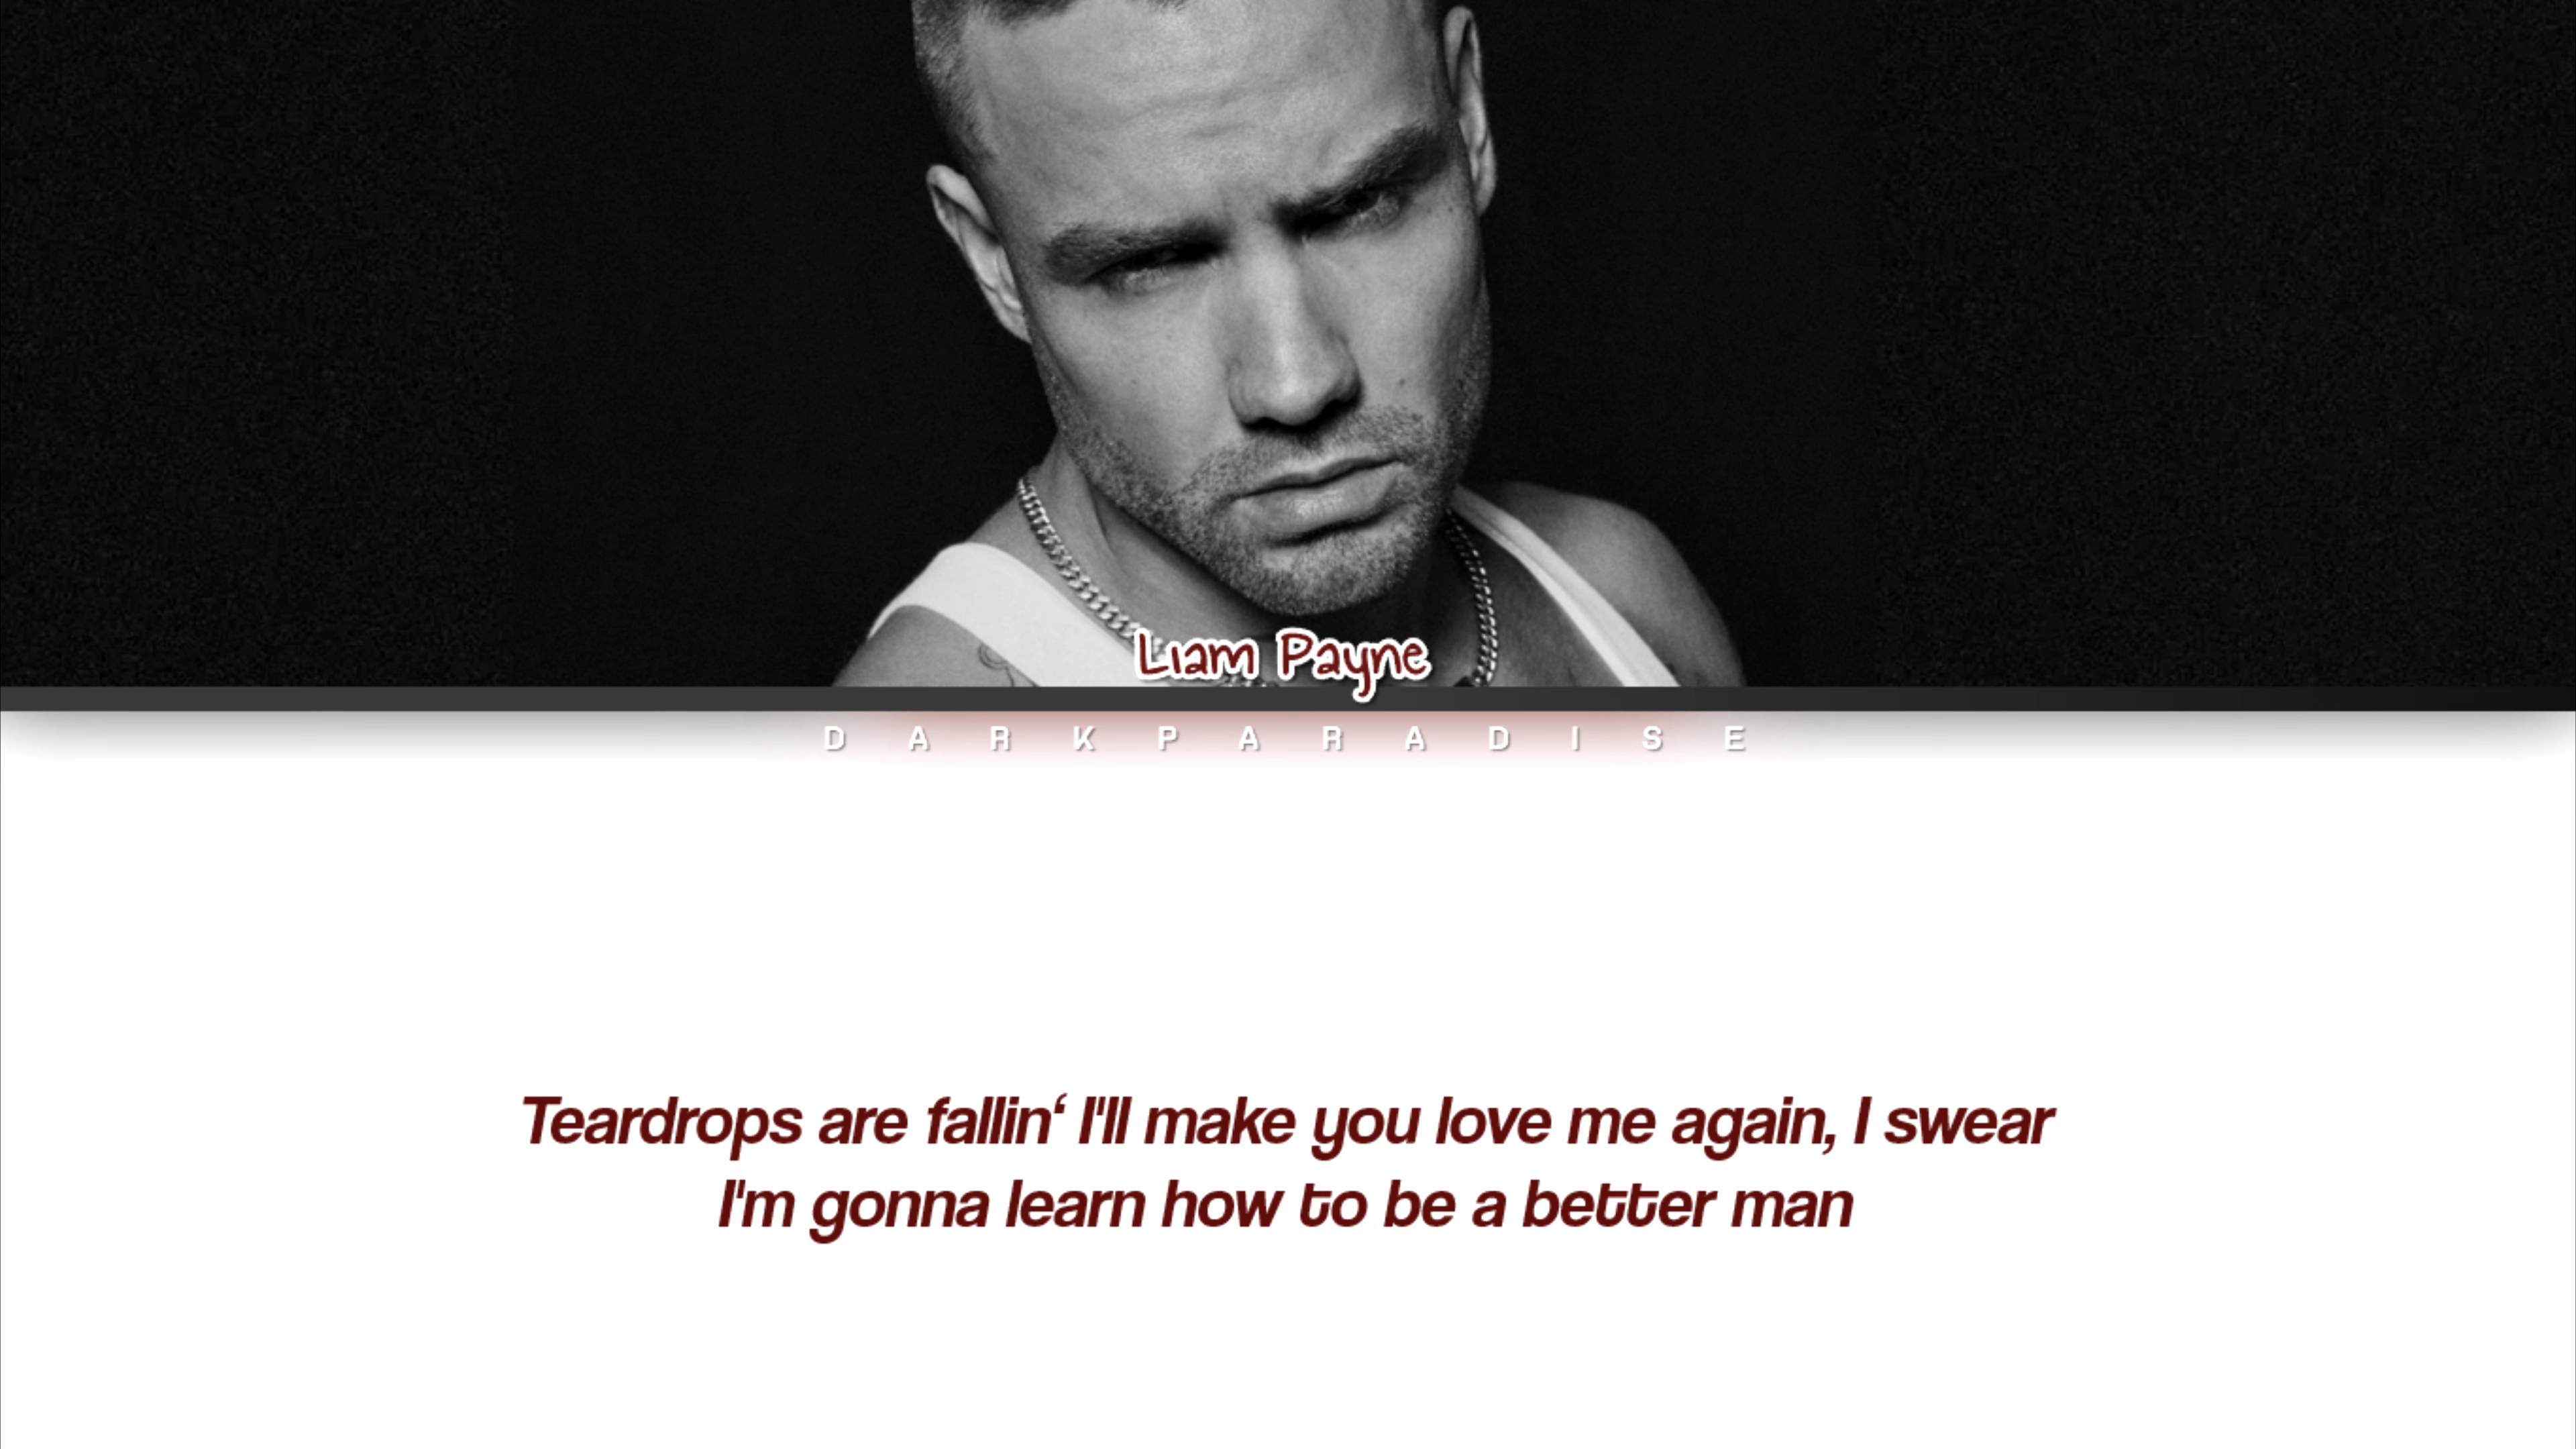 Liam Payne
D A R K P A R A D I S E
Teardrops are fallin‘ I'll make you love me again, I swear
I'm gonna learn how to be a better man